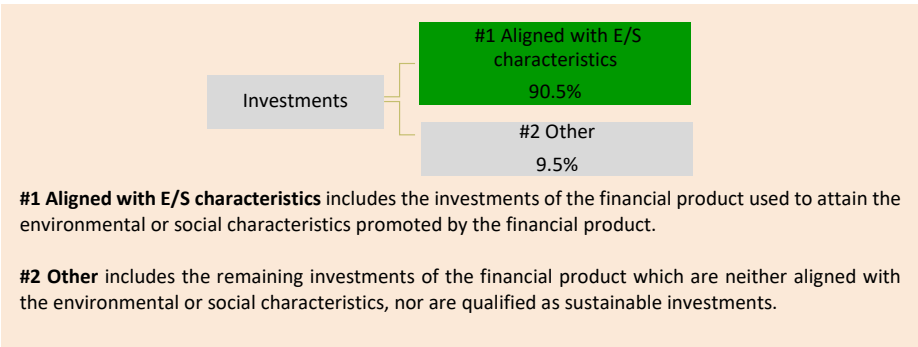 #1 Aligned with E/S
characteristics
90.5%
Investments
#2 Other
9.5%
#1 Aligned with E/S characteristics includes the investments of the financial product used to attain the
environmental or social characteristics promoted by the financial product.
#2 Other includes the remaining investments of the financial product which are neither aligned with
the environmental or social characteristics, nor are qualified as sustainable investments.